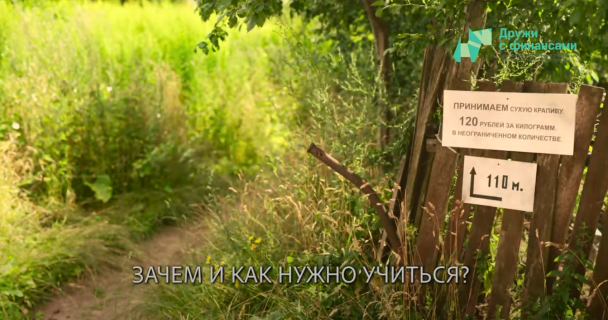 Дружи
с финансами
ПРИНИМАЕМ СУХУЮ КРАПИВУ
120 РУБЛЕЙ ЗА КИЛОГРАММ.
В НЕОГРАНИЧЕННОМ КОЛИЧЕСТВЕ.
110 м.
ЗАЧЕМ И КАК НУЖНО УЧИТЬСЯ?